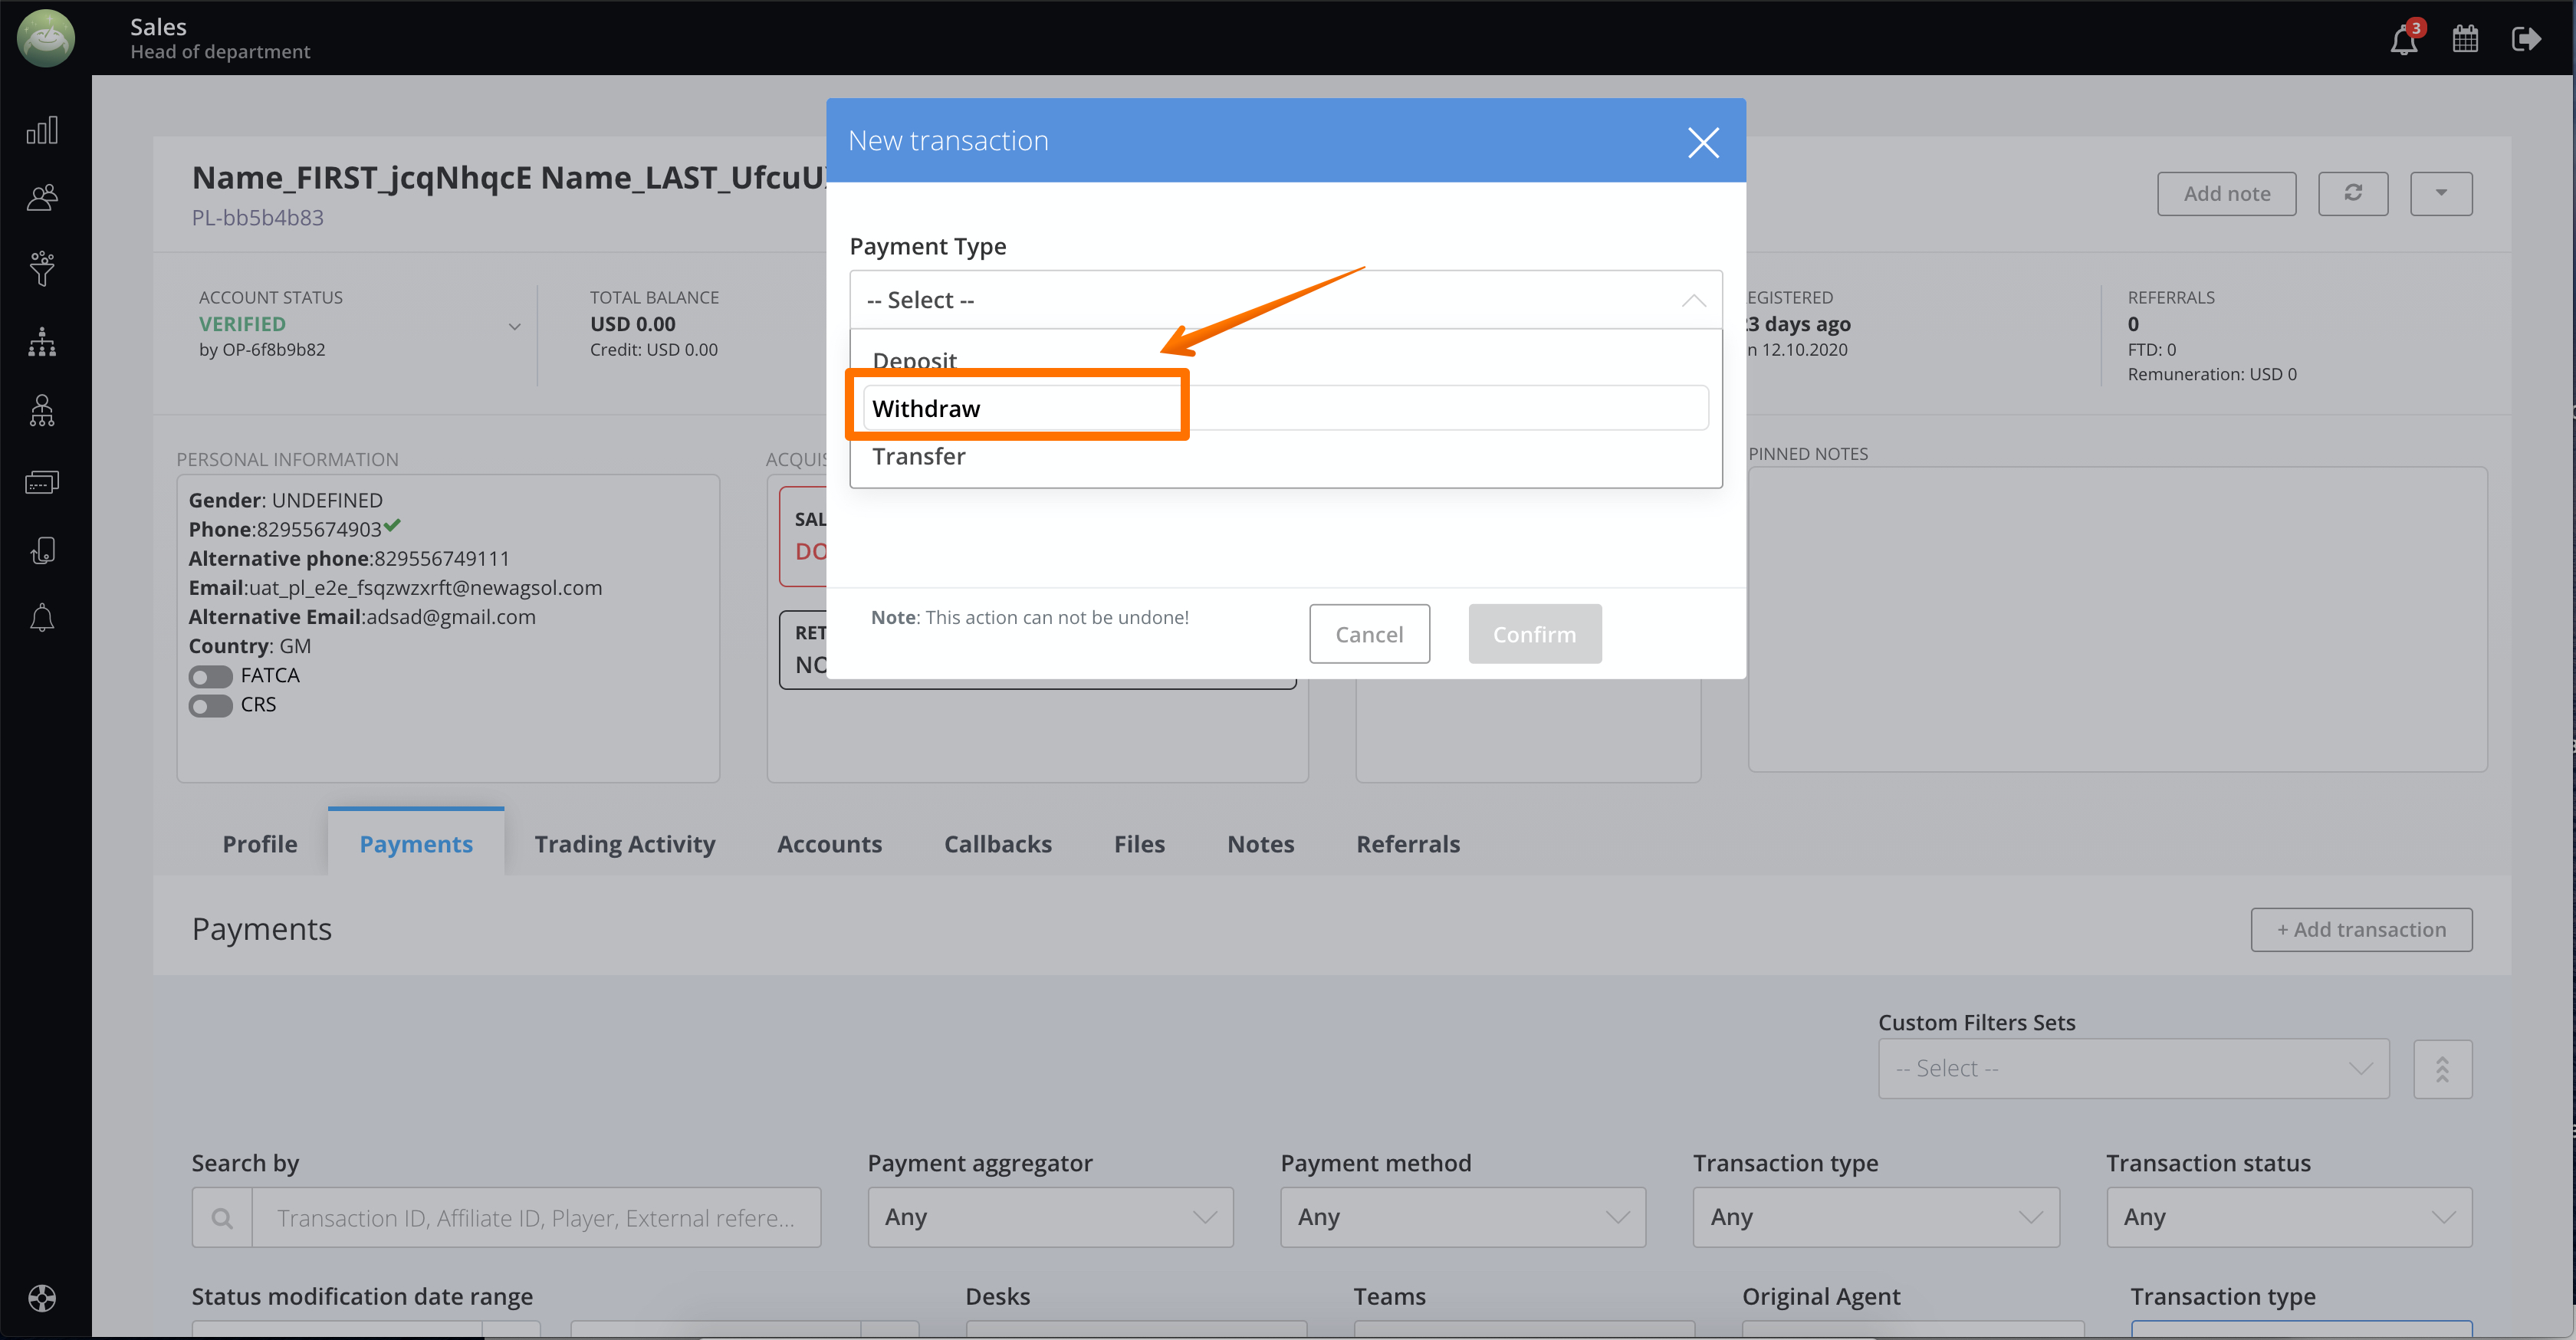 Sales
Head of department
3
New transaction
Name_FIRST_jcqNhqcE Name_LAST_UfcuU
PL-bb5b4b83
Add note
Payment Type
-- Select --
Deposit
Withdraw
Transfer
ACCOUNT STATUS
VERIFIED
by OP-6f8b9b82
TOTAL BALANCE
USD 0.00
Credit: USD 0.00
EGISTERED
23 days ago
n 12.10.2020
REFERRALS
0
FTD: 0
Remuneration: USD 0
PERSONAL INFORMATION
Gender: UNDEFINED
Phone:82955674903
Alternative phone:829556749111
Email:uat_pl_e2e_fsqzwzxrft@newagsol.com
Alternative Email:adsad@gmail.com
Country: GM
FATCA
CRS
ACQUIS
SAL
DO
RET
NO
PINNED NOTES
Note: This action can not be undone!
Cancel
Confirm
Profile
Payments
Trading Activity
Accounts
Callbacks
Files
Notes
Referrals
Payments
+ Add transaction
Custom Filters Sets
-- Select --
Search by
Transaction ID, Affiliate ID, Player, External refere...
Payment aggregator
Any
Payment method
Any
Transaction type
Any
Transaction status
Any
Status modification date range
Desks
Teams
Original Agent
Transaction type